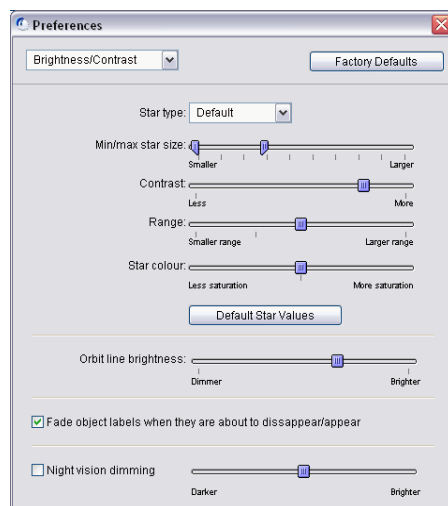 Preferences
Brightness/Contrast
Factory Defaults
Star type: Default
Min/max star size:
Smaller Larger
Contrast:
Less More
Range:
Smaller range Larger range
Star colour:
Less saturation More saturation
Default Star Values
Orbit line brightness:
Dimmer Brighter
Fade object labels when they are about to dissappear/appear
Night vision dimming
Darker Brighter